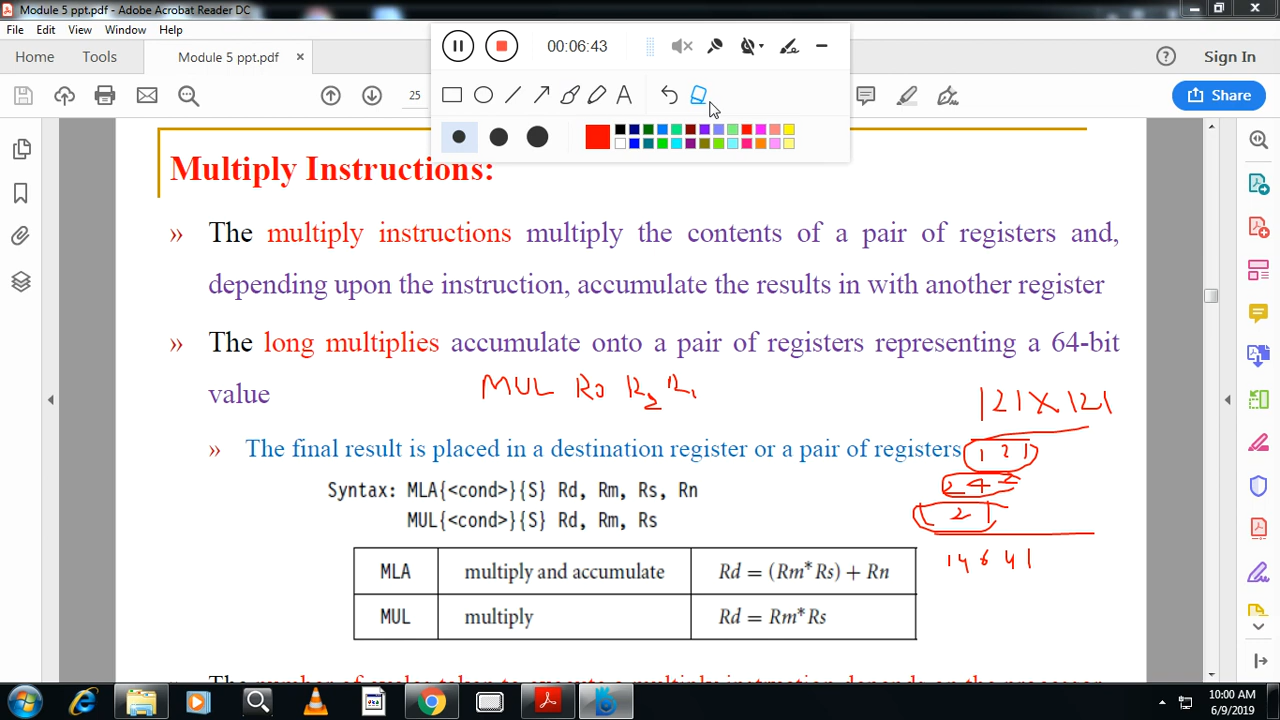 Module 5 ppt.pdf - Adobe Acrobat Reader DC
File Edit View Window Help
00:06:43
Home Tools Module 5 ppt.pdf × Sign In
25 A Share
Multiply Instructions:
» The multiply instructions multiply the contents of a pair of registers and,
depending upon the instruction, accumulate the results in with another register
» The long multiplies accumulate onto a pair of registers representing a 64-bit
value
MUL R0 R2 R1
121 X 121
» The final result is placed in a destination register or a pair of registers
121
242
121
14641
Syntax: MLA{<cond>}{S} Rd, Rm, Rs, Rn
MUL{<cond>}{S} Rd, Rm, Rs
MLA multiply and accumulate Rd = (Rm*Rs) + Rn
MUL multiply Rd = Rm*Rs
10:00 AM
6/9/2019